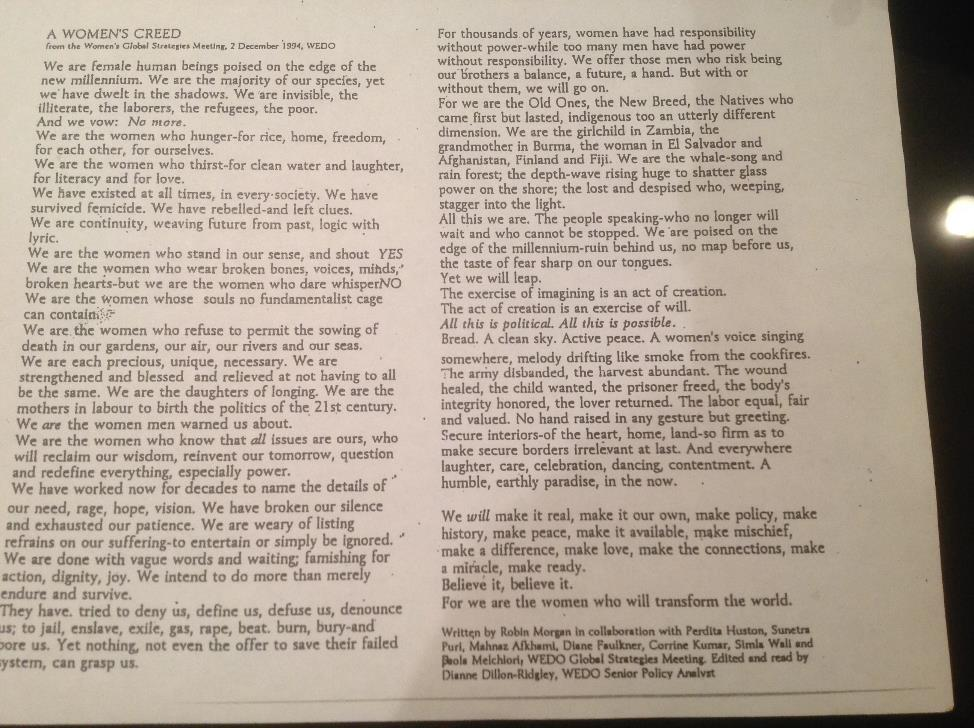 A WOMEN'S CREED
from the Women's Global Strategies Meeting, 2 December 1994, WEDO
We are female human beings poised on the edge of the
new millennium. We are the majority of our species, yet
we have dwelt in the shadows. We are invisible, the
illiterate, the laborers, the refugees, the poor.
And we vow: No more.
We are the women who hunger-for rice, home, freedom,
for each other, for ourselves.
We are the women who thirst-for clean water and laughter,
for literacy and for love.
We have existed at all times, in every society. We have
survived femicide. We have rebelled-and left clues.
We are continuity, weaving future from past, logic with
lyric.
We are the women who stand in our sense, and shout YES
We are the women who wear broken bones, voices, minds,
broken hearts-but we are the women who dare whisperNO
We are the women whose souls no fundamentalist cage
can contain
We are the women who refuse to permit the sowing of
death in our gardens, our air, our rivers and our seas.
We are each precious, unique, necessary. We are
strengthened and blessed and relieved at not having to all
be the same. We are the daughters of longing. We are the
mothers in labour to birth the politics of the 21st century.
We are the women men warned us about.
We are the women who know that all issues are ours, who
will reclaim our wisdom, reinvent our tomorrow, question
and redefine everything, especially power.
We have worked now for decades to name the details of
our need, rage, hope, vision. We have broken our silence
and exhausted our patience. We are weary of listing
refrains on our suffering-to entertain or simply be ignored.
We are done with vague words and waiting; famishing for
action, dignity, joy. We intend to do more than merely
endure and survive.
They have. tried to deny us, define us, defuse us, denounce
us; to jail, enslave, exile, gas, rape, beat. burn, bury-and
bore us. Yet nothing, not even the offer to save their failed
system, can grasp us.
For thousands of years, women have had responsibility
without power-while too many men have had power
without responsibility. We offer those men who risk being
our brothers a balance, a future, a hand. But with or
without them, we will go on.
For we are the Old Ones, the New Breed, the Natives who
came first but lasted, indigenous too an utterly different
dimension. We are the girlchild in Zambia, the
grandmother in Burma, the woman in El Salvador and
Afghanistan, Finland and Fiji. We are the whale-song and
rain forest; the depth-wave rising huge to shatter glass
power on the shore; the lost and despised who, weeping,
stagger into the light.
All this we are. The people speaking-who no longer will
wait and who cannot be stopped. We are poised on the
edge of the millennium-ruin behind us, no map before us,
the taste of fear sharp on our tongues.
Yet we will leap.
The exercise of imagining is an act of creation.
The act of creation is an exercise of will.
All this is political. All this is possible.
Bread. A clean sky. Active peace. A women's voice singing
somewhere, melody drifting like smoke from the cookfires.
The army disbanded, the harvest abundant. The wound
healed, the child wanted, the prisoner freed, the body's
integrity honored, the lover returned. The labor equal, fair
and valued. No hand raised in any gesture but greeting.
Secure interiors-of the heart, home, land-so firm as to
make secure borders irrelevant at last. And everywhere
laughter, care, celebration, dancing, contentment. A
humble, earthly paradise, in the now.
We will make it real, make it our own, make policy, make
history, make peace, make it available, make mischief,
make a difference, make love, make the connections, make
a miracle, make ready.
Believe it, believe it.
For we are the women who will transform the world.
Written by Robin Morgan in collaboration with Perdita Huston, Sunetra
Puri, Mahnaz Afkhami, Diane Faulkner, Corrine Kumar, Simla Wali and
Paola Melchiori, WEDO Global Strategies Meeting. Edited and read by
Dianne Dillon-Ridgley, WEDO Senior Policy Analyst